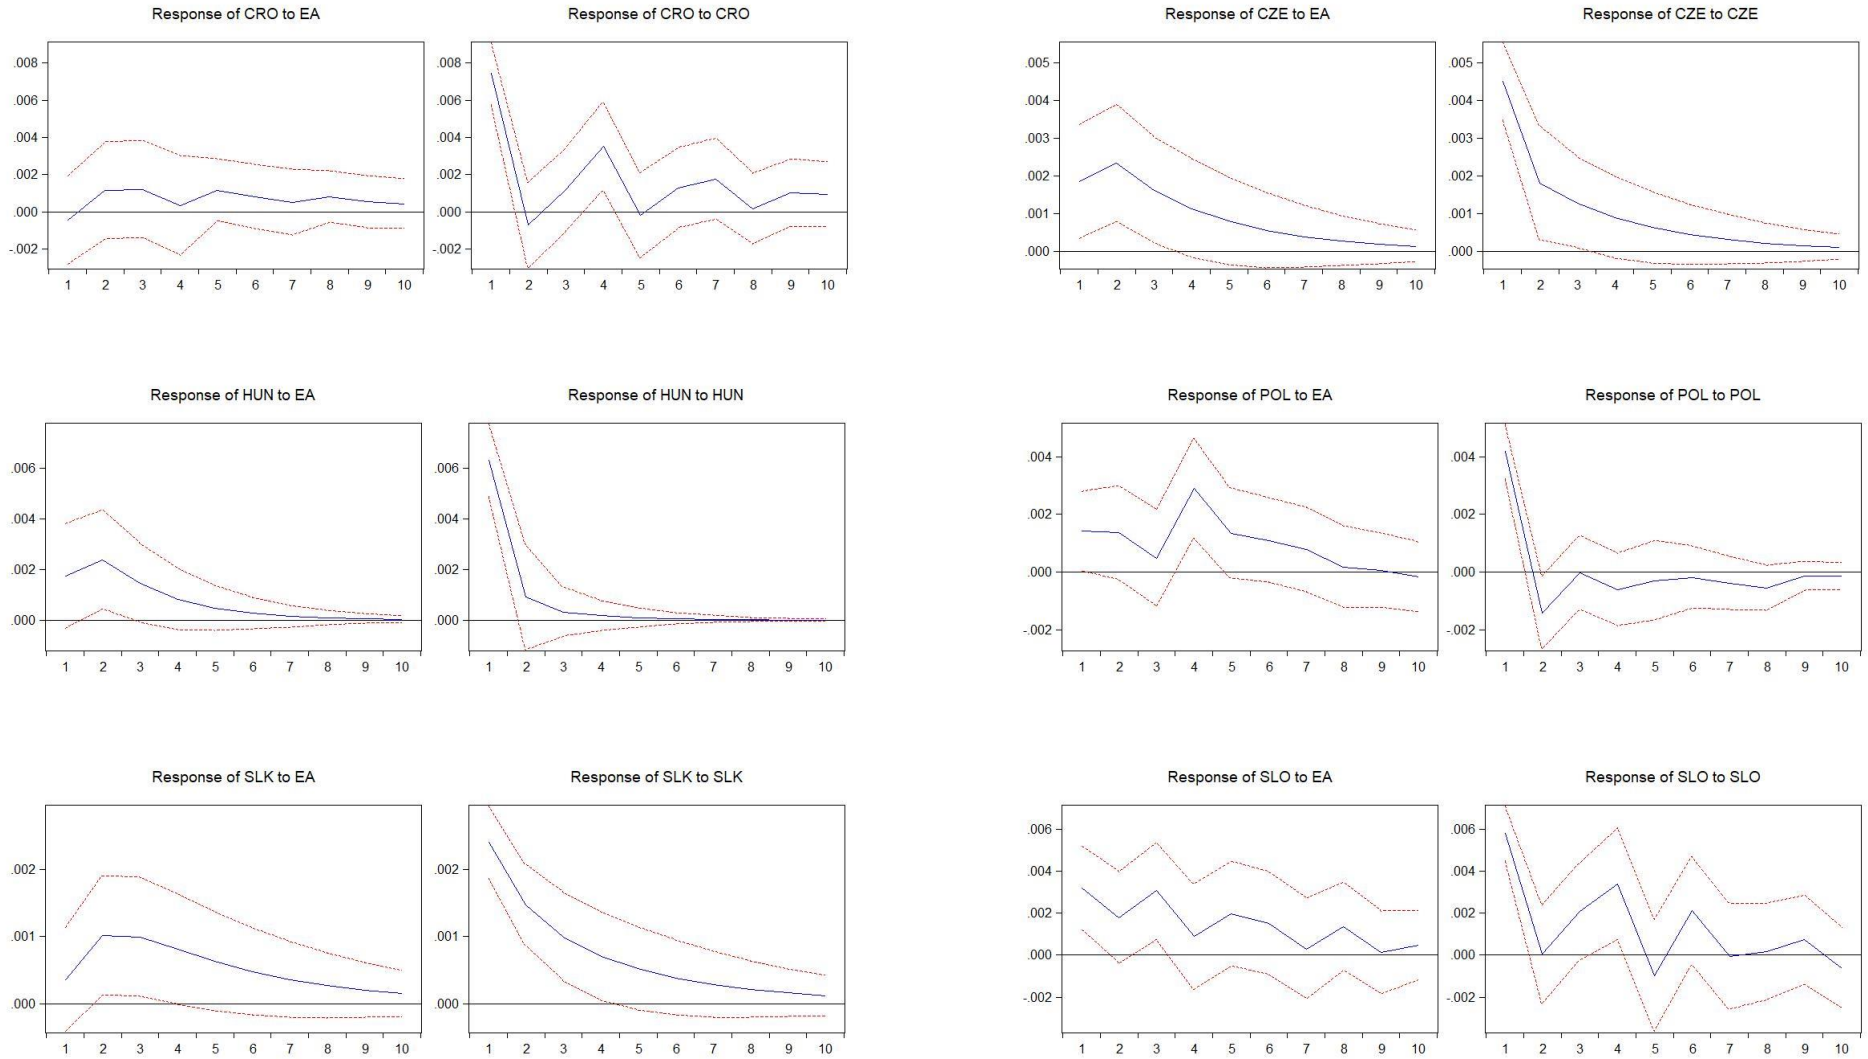 Response of CRO to EA
.008
.006
.004
.002
.000
-.002
1 2 3 4 5 6 7 8 9 10
Response of CRO to CRO
.008
.006
.004
.002
.000
-.002
1 2 3 4 5 6 7 8 9 10
Response of CZE to EA
.005
.004
.003
.002
.001
.000
1 2 3 4 5 6 7 8 9 10
Response of CZE to CZE
.005
.004
.003
.002
.001
.000
1 2 3 4 5 6 7 8 9 10
Response of HUN to EA
.006
.004
.002
.000
1 2 3 4 5 6 7 8 9 10
Response of HUN to HUN
.006
.004
.002
.000
1 2 3 4 5 6 7 8 9 10
Response of POL to EA
.004
.002
.000
-.002
1 2 3 4 5 6 7 8 9 10
Response of POL to POL
.004
.002
.000
-.002
1 2 3 4 5 6 7 8 9 10
Response of SLK to EA
.002
.001
.000
1 2 3 4 5 6 7 8 9 10
Response of SLK to SLK
.002
.001
.000
1 2 3 4 5 6 7 8 9 10
Response of SLO to EA
.006
.004
.002
.000
-.002
1 2 3 4 5 6 7 8 9 10
Response of SLO to SLO
.006
.004
.002
.000
-.002
1 2 3 4 5 6 7 8 9 10